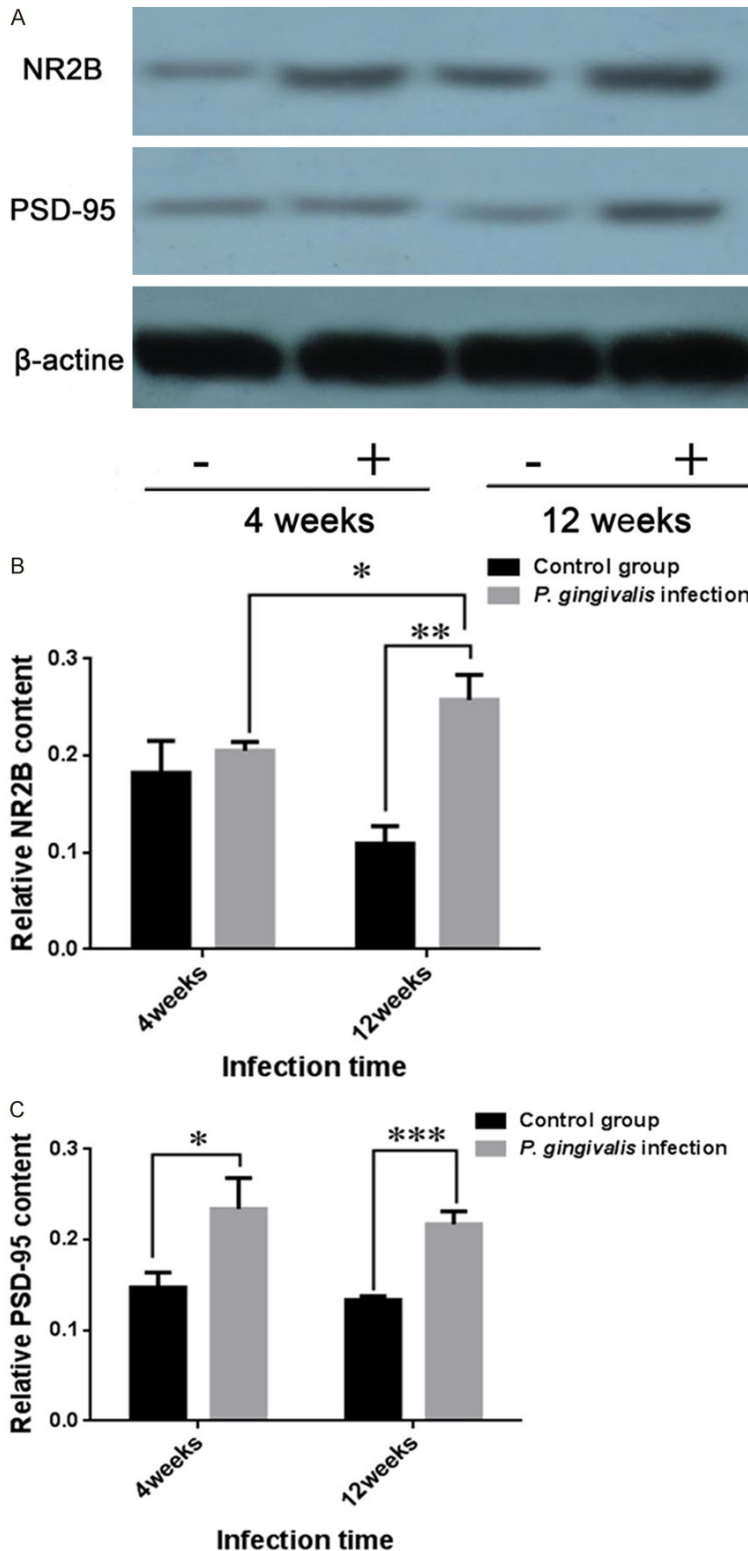 A
NR2B
PSD-95
β-actine
- + - +
4 weeks 12 weeks
B
Control group
P. gingivalis infection
*
**
Relative NR2B content
0.3
0.2
0.1
0.0
4weeks 12weeks
Infection time
C
Control group
P. gingivalis infection
* ***
Relative PSD-95 content
0.3
0.2
0.1
0.0
4weeks 12weeks
Infection time